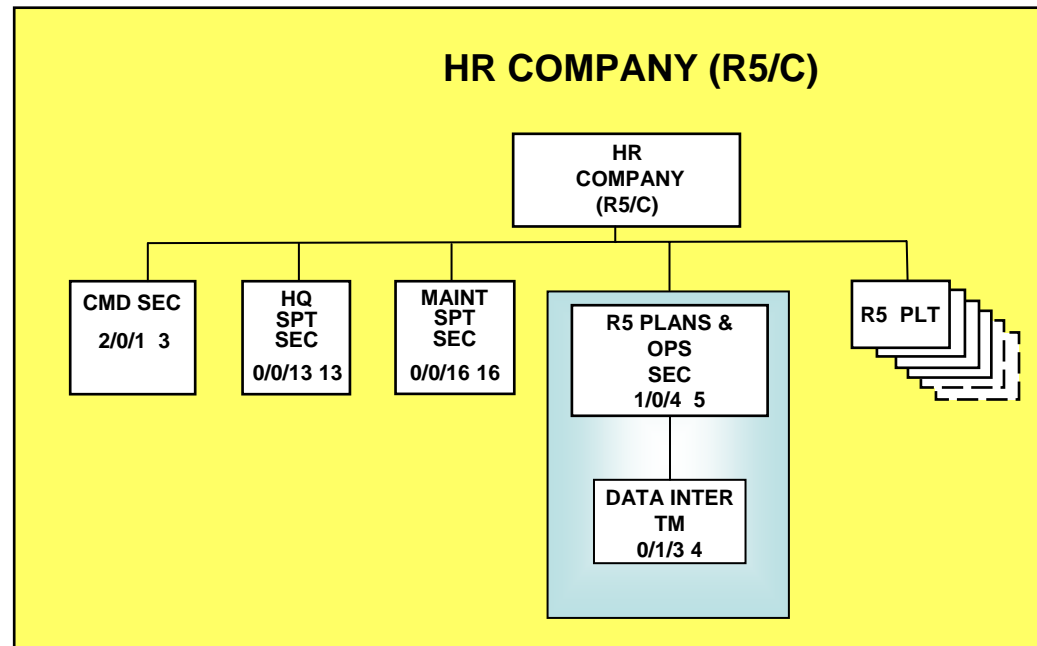 HR COMPANY (R5/C)
HR
COMPANY
(R5/C)
CMD SEC
2/0/1 3
HQ
SPT
SEC
0/0/13 13
MAINT
SPT
SEC
0/0/16 16
R5 PLANS &
OPS
SEC
1/0/4 5
R5 PLT
DATA INTER
TM
0/1/3 4